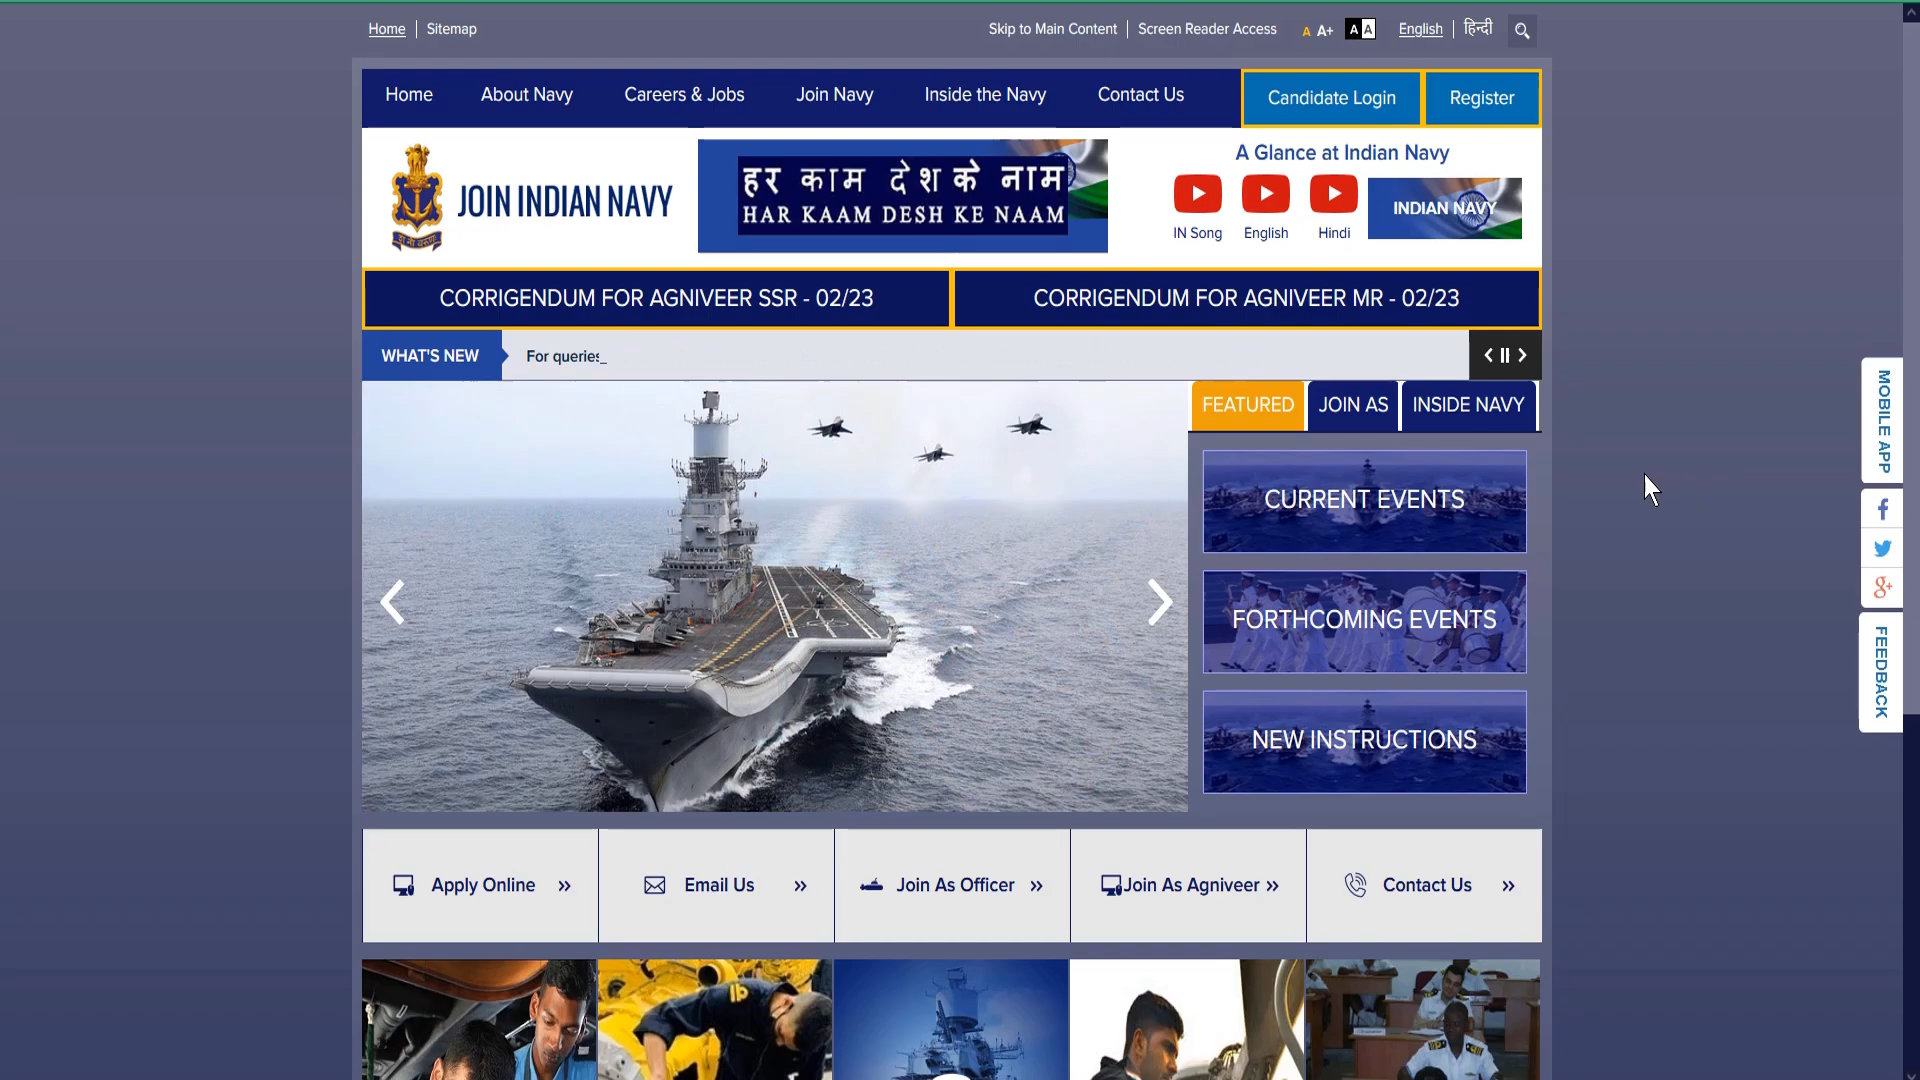 Home
Sitemap
Skip to Main Content
Screen Reader Access
A A+ A A
English
हिन्दी
Home
About Navy
Careers & Jobs
Join Navy
Inside the Navy
Contact Us
Candidate Login
Register
JOIN INDIAN NAVY
हर काम देश के नाम
HAR KAAM DESH KE NAAM
A Glance at Indian Navy
IN Song
English
Hindi
INDIAN NAVY
CORRIGENDUM FOR AGNIVEER SSR - 02/23
CORRIGENDUM FOR AGNIVEER MR - 02/23
WHAT'S NEW
For queries_
FEATURED
JOIN AS
INSIDE NAVY
CURRENT EVENTS
FORTHCOMING EVENTS
NEW INSTRUCTIONS
MOBILE APP
FEEDBACK
Apply Online »
Email Us »
Join As Officer »
Join As Agniveer »
Contact Us »